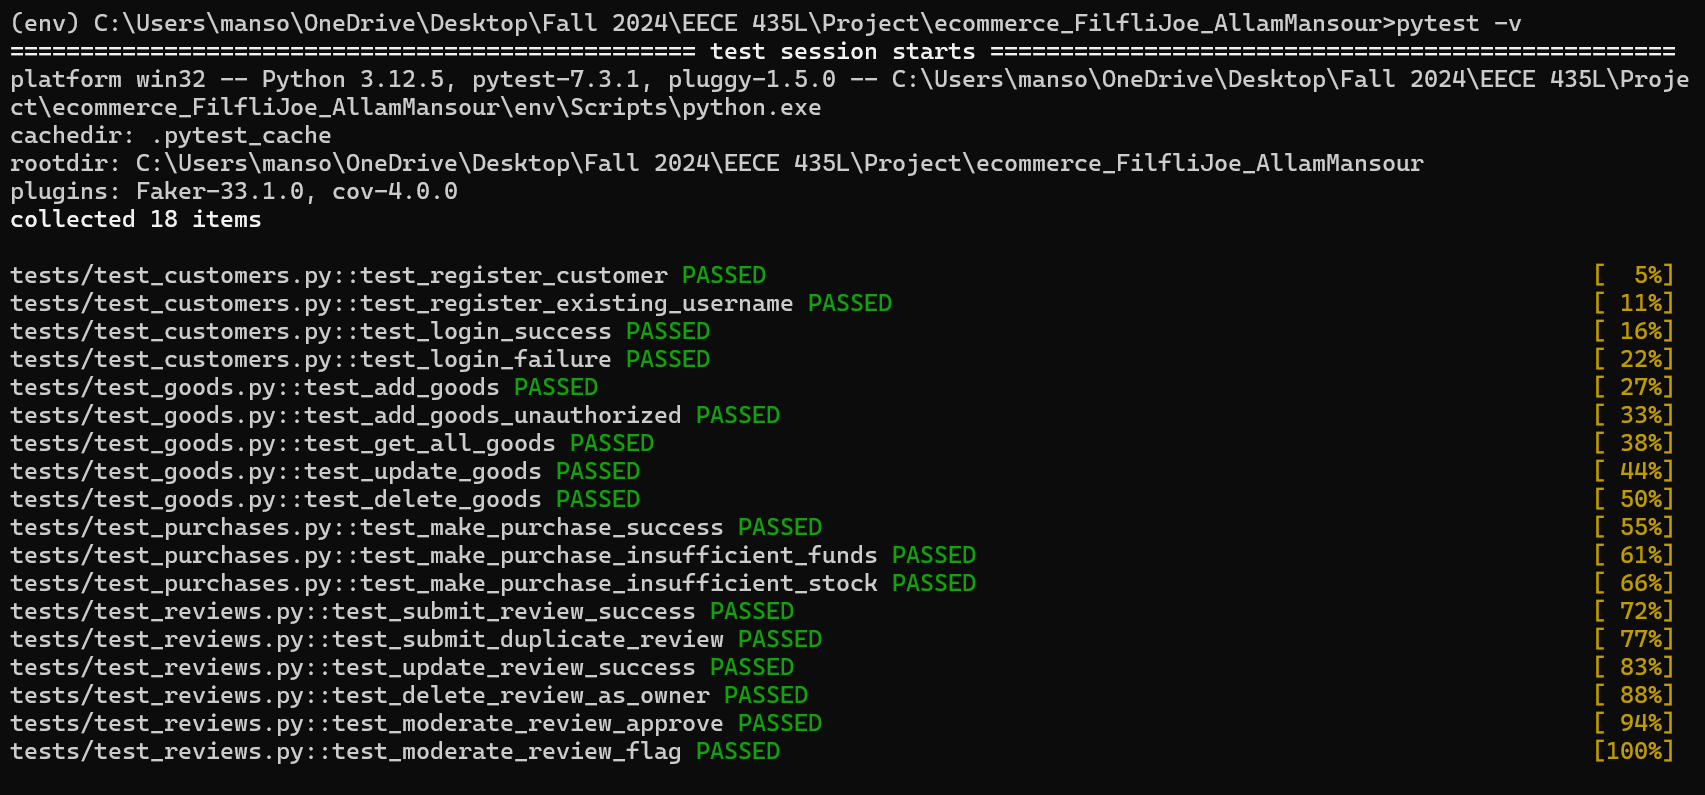 (env) C:\Users\manso\OneDrive\Desktop\Fall 2024\EECE 435L\Project\ecommerce_FilfliJoe_AllamMansour>pytest -v
================================================= test session starts =================================================
platform win32 -- Python 3.12.5, pytest-7.3.1, pluggy-1.5.0 -- C:\Users\manso\OneDrive\Desktop\Fall 2024\EECE 435L\Proje
ct\ecommerce_FilfliJoe_AllamMansour\env\Scripts\python.exe
cachedir: .pytest_cache
rootdir: C:\Users\manso\OneDrive\Desktop\Fall 2024\EECE 435L\Project\ecommerce_FilfliJoe_AllamMansour
plugins: Faker-33.1.0, cov-4.0.0
collected 18 items
tests/test_customers.py::test_register_customer PASSED [  5%]
tests/test_customers.py::test_register_existing_username PASSED [ 11%]
tests/test_customers.py::test_login_success PASSED [ 16%]
tests/test_customers.py::test_login_failure PASSED [ 22%]
tests/test_goods.py::test_add_goods PASSED [ 27%]
tests/test_goods.py::test_add_goods_unauthorized PASSED [ 33%]
tests/test_goods.py::test_get_all_goods PASSED [ 38%]
tests/test_goods.py::test_update_goods PASSED [ 44%]
tests/test_goods.py::test_delete_goods PASSED [ 50%]
tests/test_purchases.py::test_make_purchase_success PASSED [ 55%]
tests/test_purchases.py::test_make_purchase_insufficient_funds PASSED [ 61%]
tests/test_purchases.py::test_make_purchase_insufficient_stock PASSED [ 66%]
tests/test_reviews.py::test_submit_review_success PASSED [ 72%]
tests/test_reviews.py::test_submit_duplicate_review PASSED [ 77%]
tests/test_reviews.py::test_update_review_success PASSED [ 83%]
tests/test_reviews.py::test_delete_review_as_owner PASSED [ 88%]
tests/test_reviews.py::test_moderate_review_approve PASSED [ 94%]
tests/test_reviews.py::test_moderate_review_flag PASSED [100%]